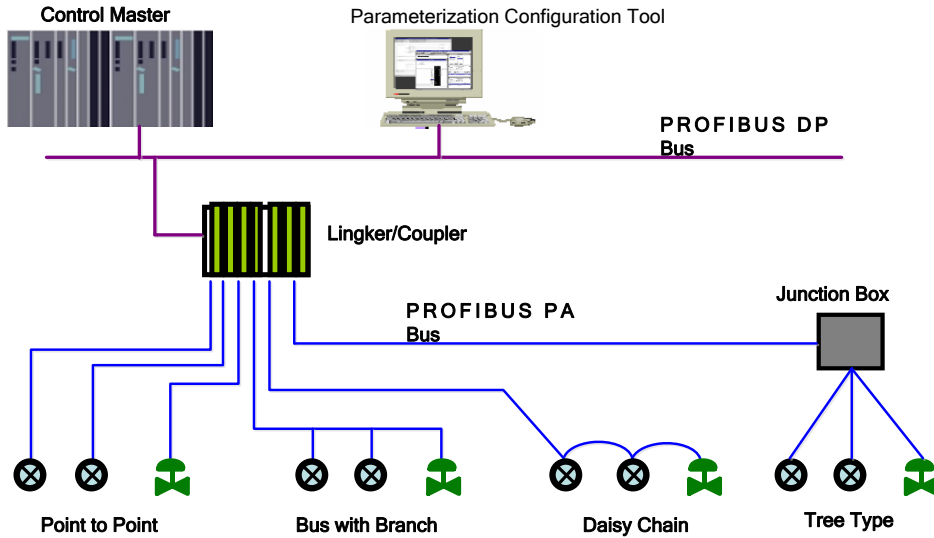 Control Master
Parameterization Configuration Tool
PROFIBUS DP
Bus
Lingker/Coupler
PROFIBUS PA
Bus
Junction Box
Point to Point
Bus with Branch
Daisy Chain
Tree Type